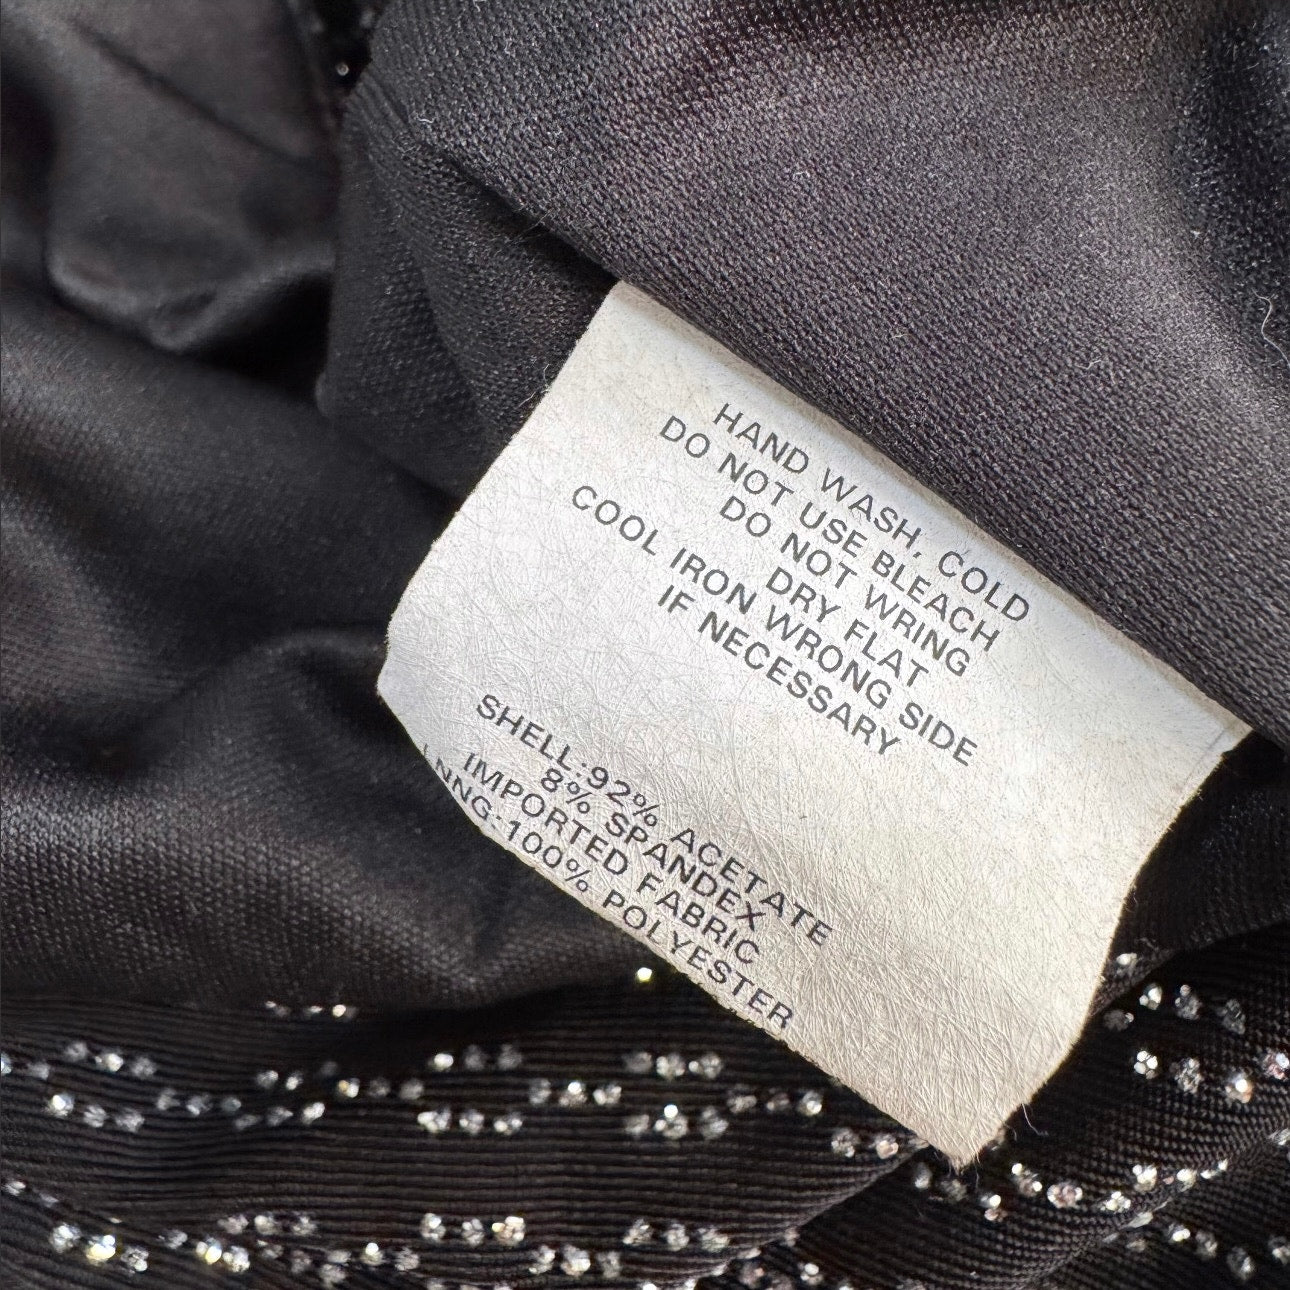 HAND WASH, COLD
DO NOT USE BLEACH
DO NOT WRING
DRY FLAT
COOL IRON WRONG SIDE
IF NECESSARY
SHELL:92% ACETATE
8% SPANDEX
IMPORTED FABRIC
100% POLYESTER